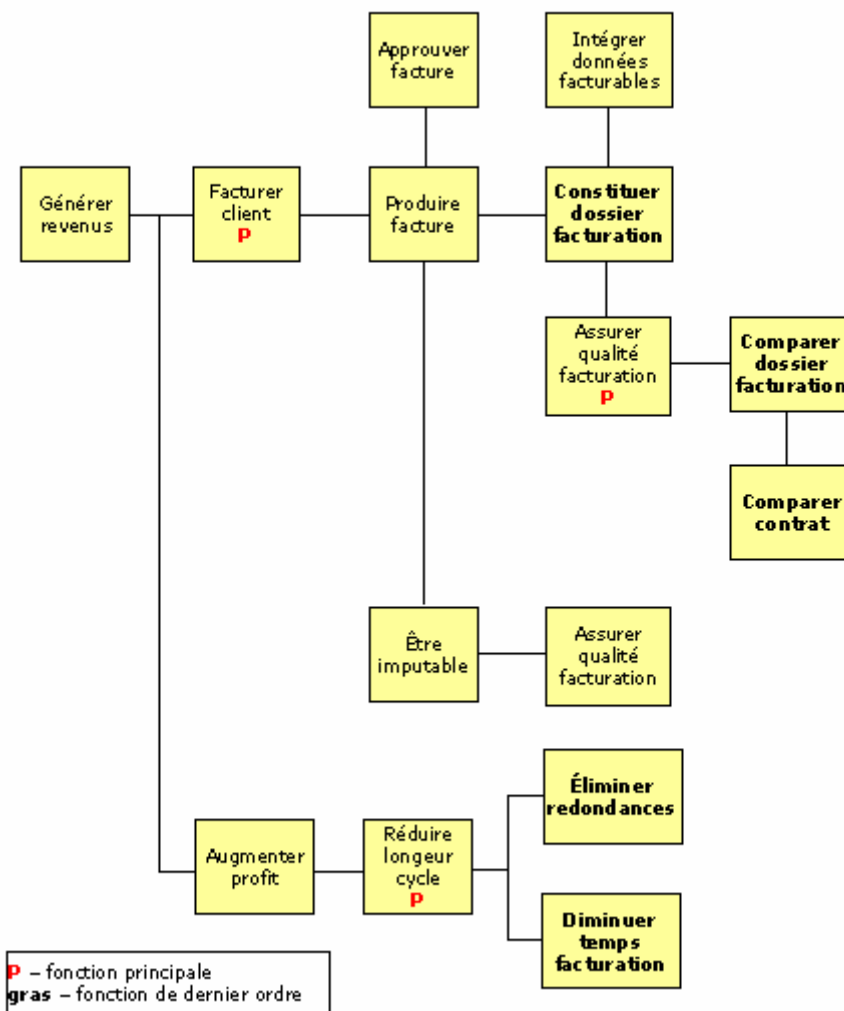 Approuver
facture
Intégrer
données
facturables
Générer
revenus
Facturer
client
P
Produire
facture
Constituer
dossier
facturation
Assurer
qualité
facturation
P
Comparer
dossier
facturation
Comparer
contrat
Être
imputable
Assurer
qualité
facturation
Éliminer
redondances
Augmenter
profit
Réduire
longeur
cycle
P
Diminuer
temps
facturation
P – fonction principale
gras – fonction de dernier ordre